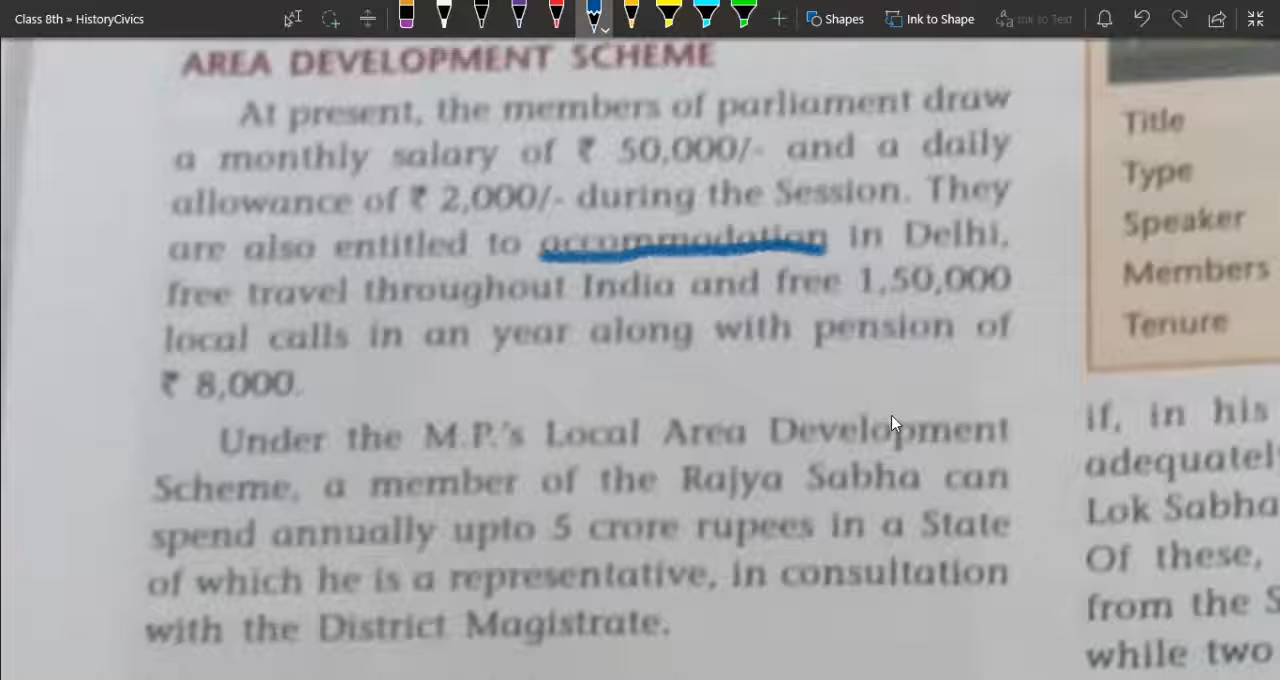 Class 8th » HistoryCivics
Shapes
Ink to Shape
Ink to Text
AREA DEVELOPMENT SCHEME
At present, the members of parliament draw
a monthly salary of ₹ 50,000/- and a daily
allowance of ₹ 2,000/- during the Session. They
are also entitled to accommodation in Delhi,
free travel throughout India and free 1,50,000
local calls in an year along with pension of
₹ 8,000.
Under the M.P.'s Local Area Development
Scheme, a member of the Rajya Sabha can
spend annually upto 5 crore rupees in a State
of which he is a representative, in consultation
with the District Magistrate.
Title
Type
Speaker
Members
Tenure
if, in his
Lok Sabha
Of these,
from the
while two